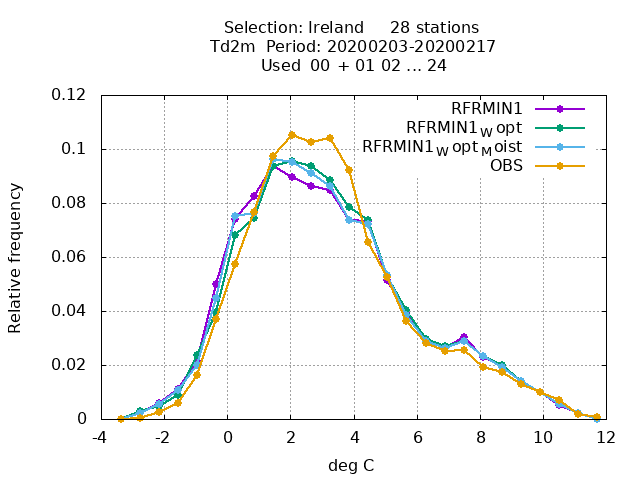 Selection: Ireland 28 stations
Td2m Period: 20200203-20200217
Used 00 + 01 02 ... 24
RFRMIN1
RFRMIN1_Wopt
RFRMIN1_Wopt_Moist
OBS
Relative frequency
0.12
0.1
0.08
0.06
0.04
0.02
0
-4 -2 0 2 4 6 8 10 12
deg C